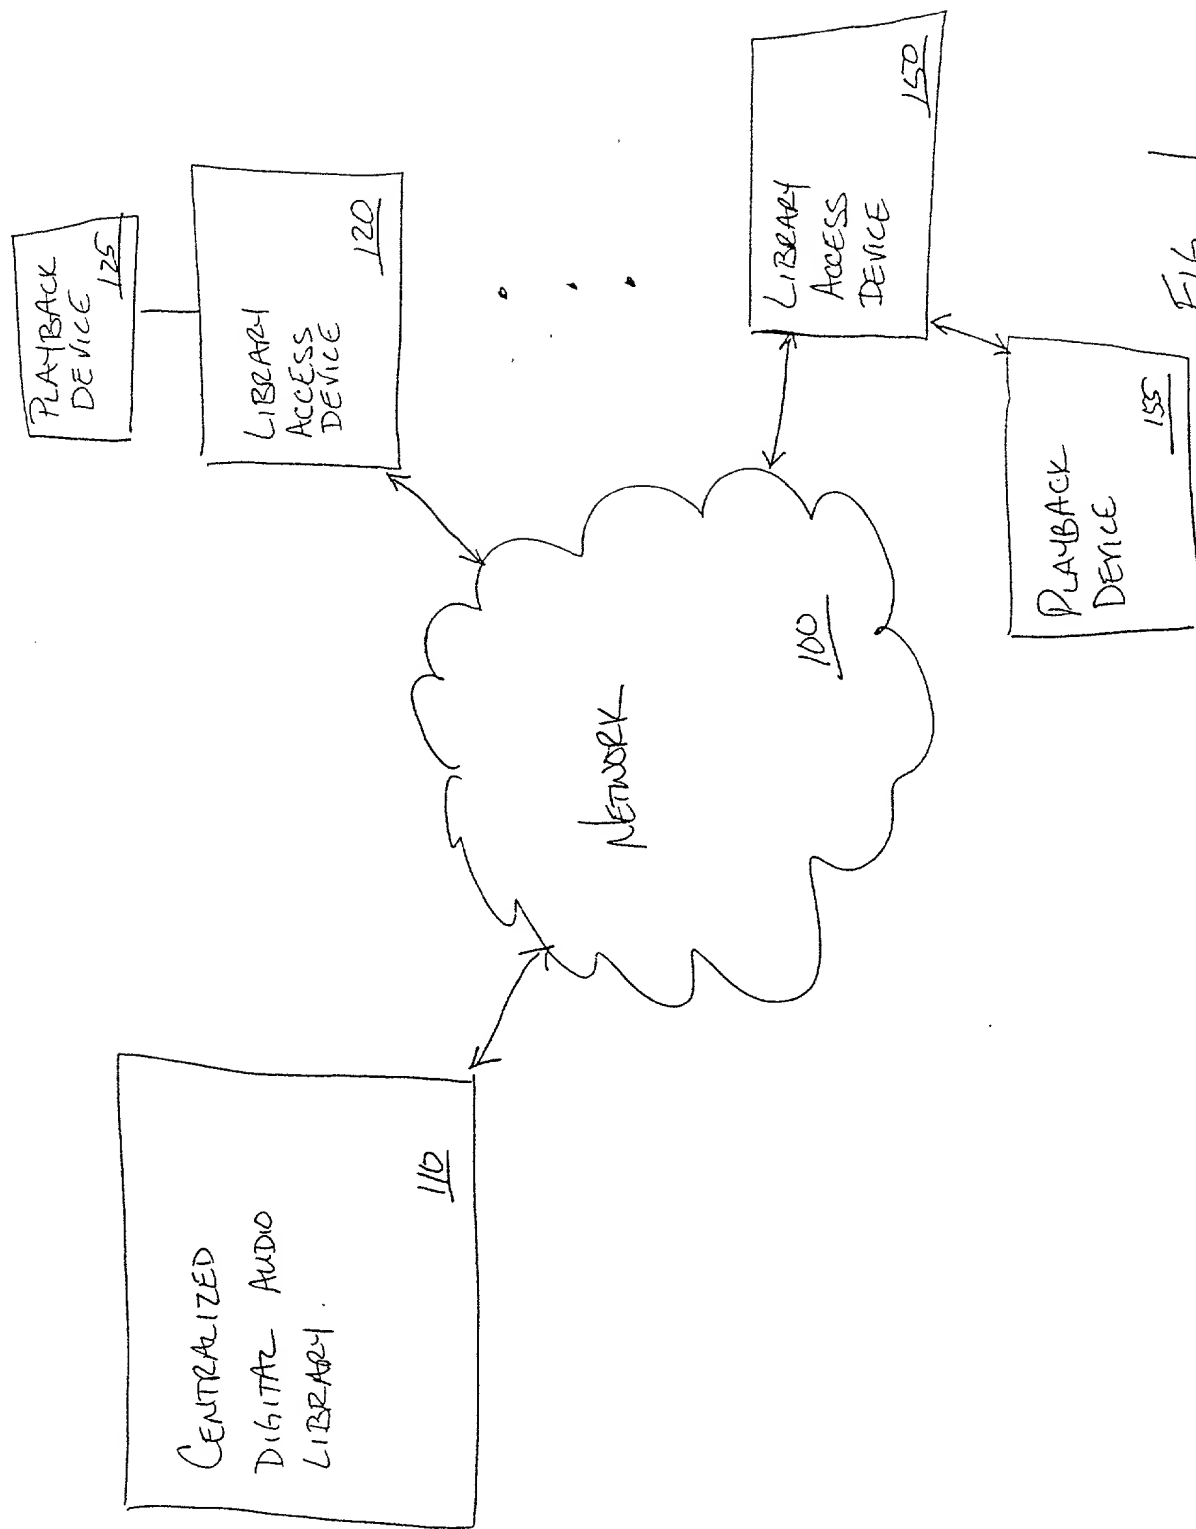 PLAYBACK
DEVICE
125
LIBRARY
ACCESS
DEVICE
120
CENTRALIZED
DIGITAL AUDIO
LIBRARY.
110
NETWORK
100
LIBRARY
ACCESS
DEVICE
150
PLAYBACK
DEVICE
155
FIG 1